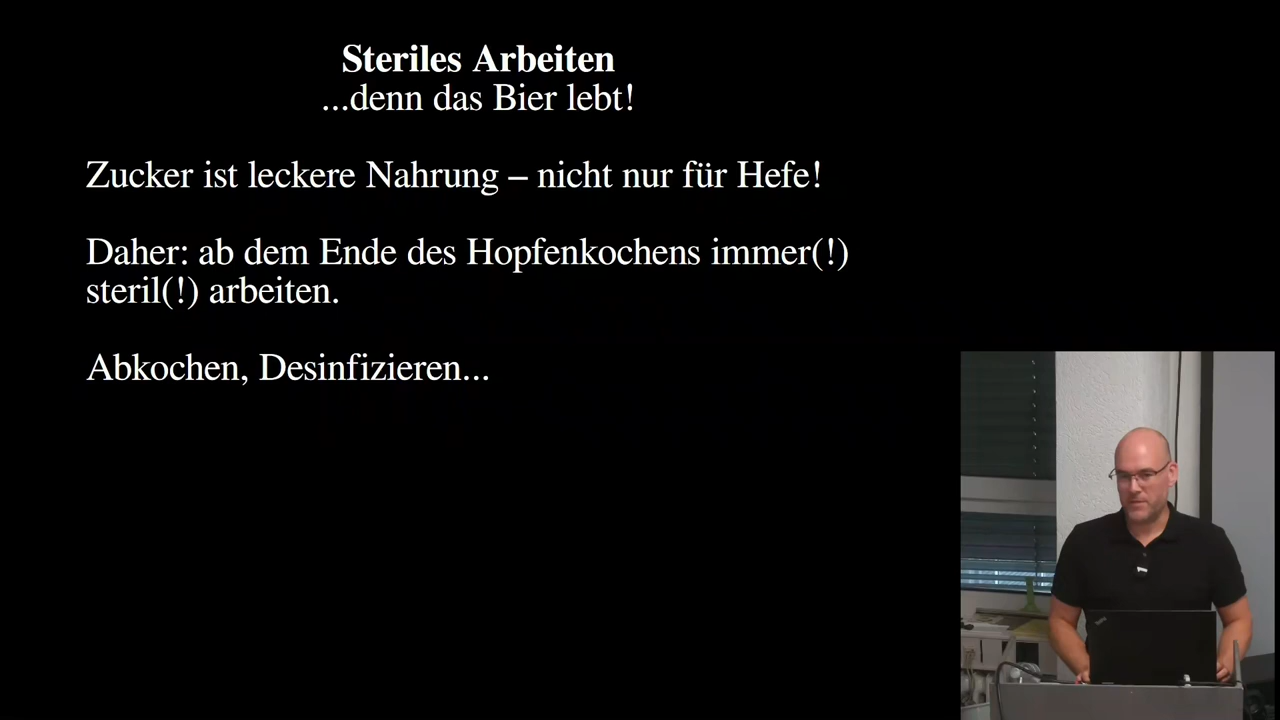 Steriles Arbeiten
...denn das Bier lebt!
Zucker ist leckere Nahrung – nicht nur für Hefe!
Daher: ab dem Ende des Hopfenkochens immer(!)
steril(!) arbeiten.
Abkochen, Desinfizieren...